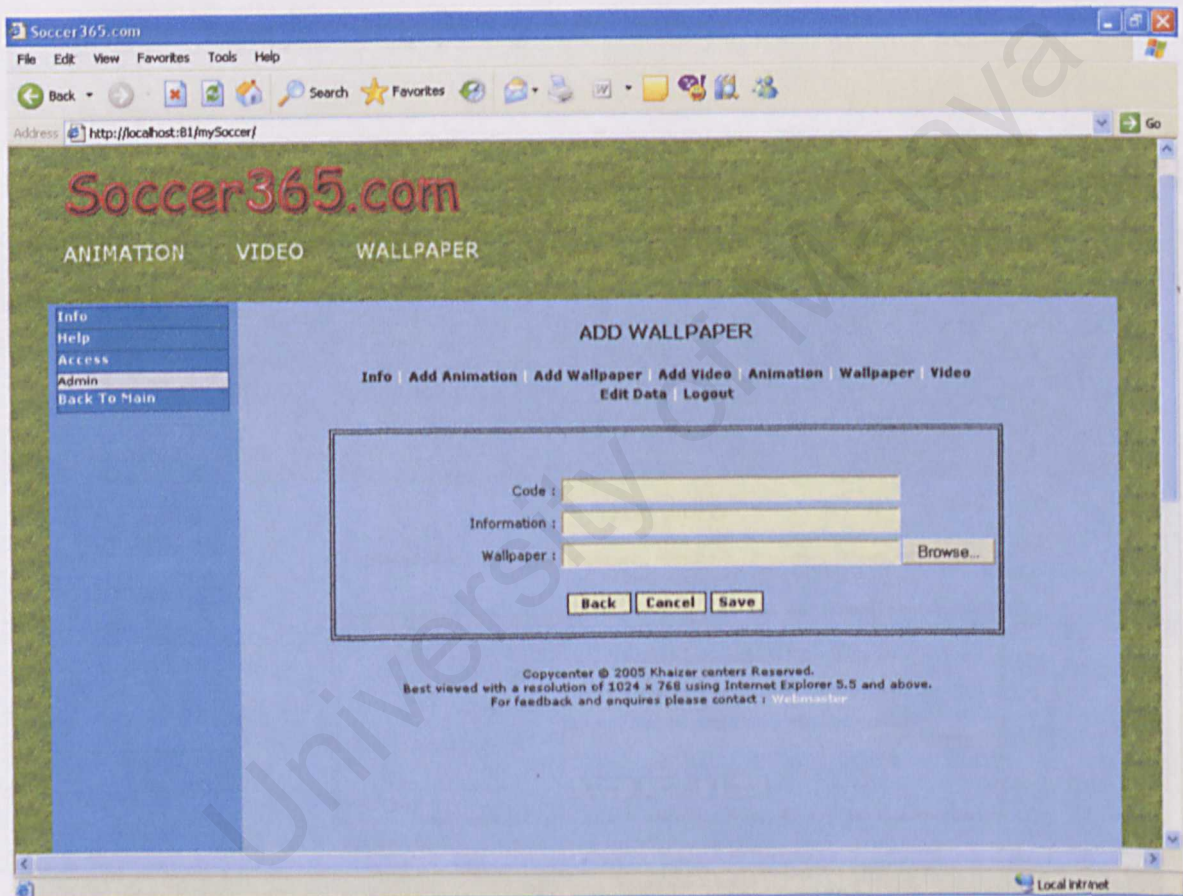 Soccer365.com
File Edit View Favorites Tools Help
Back Search Favorites
Address http://localhost:81/mySoccer/ Go
Soccer365.com
ANIMATION VIDEO WALLPAPER
Info
Help
Access
Admin
Back To Main
ADD WALLPAPER
Info | Add Animation | Add Wallpaper | Add Video | Animation | Wallpaper | Video
Edit Data | Logout
Code :
Information :
Wallpaper : Browse...
Back Cancel Save
Copycenter © 2005 Khaizer centers Reserved.
Best viewed with a resolution of 1024 x 768 using Internet Explorer 5.5 and above.
For feedback and enquires please contact : Webmaster
Local intranet
University of Malaya